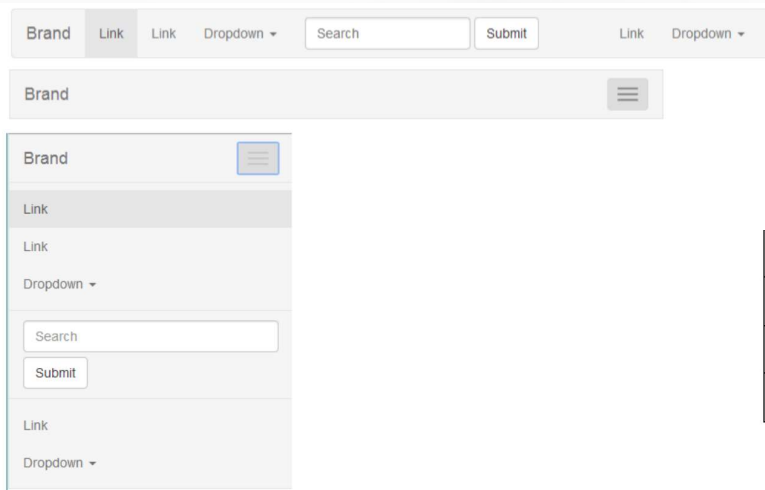 Brand Link Link Dropdown Search Submit Link Dropdown
Brand
Brand
Link
Link
Dropdown
Search
Submit
Link
Dropdown